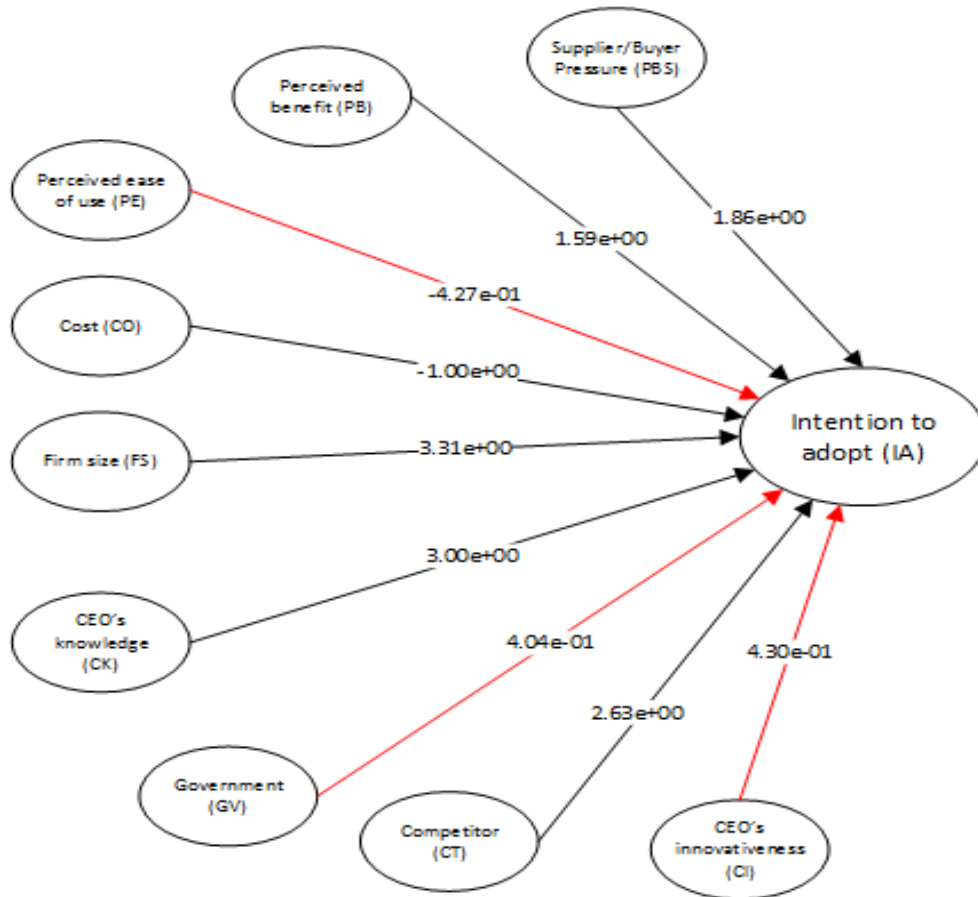 Supplier/Buyer
Pressure (PBS)
Perceived
benefit (PB)
Perceived ease
of use (PE)
1.86e+00
1.59e+00
-4.27e-01
Cost (CO)
-1.00e+00
Intention to
adopt (IA)
Firm size (FS)
3.31e+00
3.00e+00
CEO's
knowledge
(CK)
4.04e-01
4.30e-01
2.63e+00
Government
(GV)
Competitor
(CT)
CEO's
innovativeness
(CI)